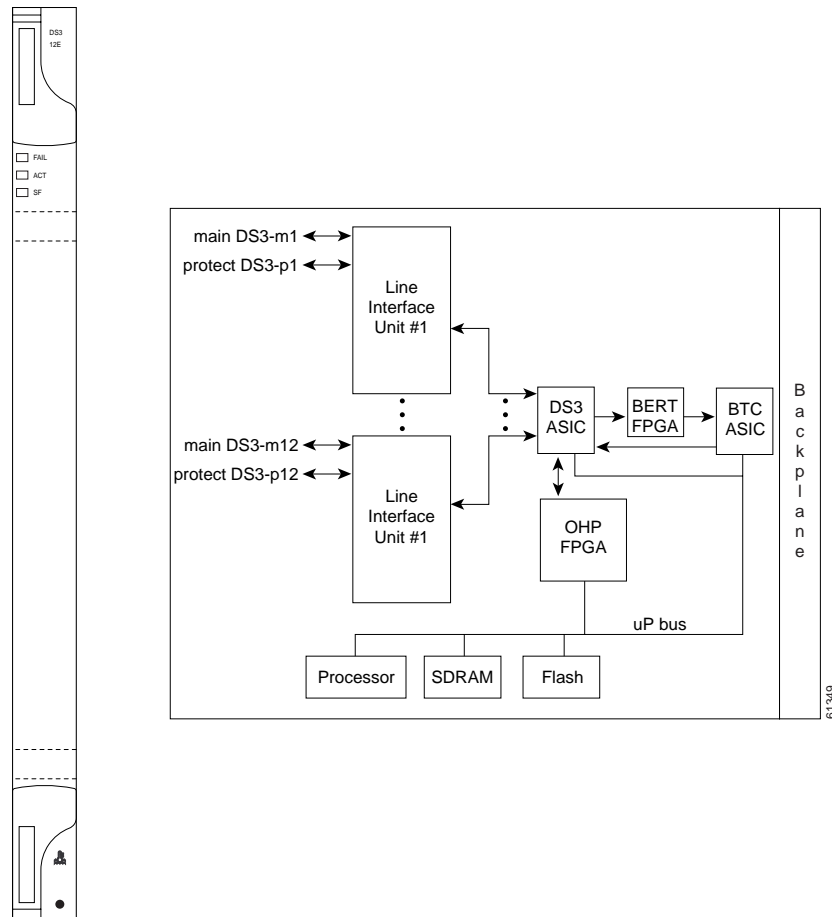 DS3
12E
FAIL
ACT
SF
main DS3-m1
protect DS3-p1
Line
Interface
Unit #1
main DS3-m12
protect DS3-p12
Line
Interface
Unit #1
DS3
ASIC
BERT
FPGA
BTC
ASIC
OHP
FPGA
uP bus
Processor
SDRAM
Flash
Backplane
61349